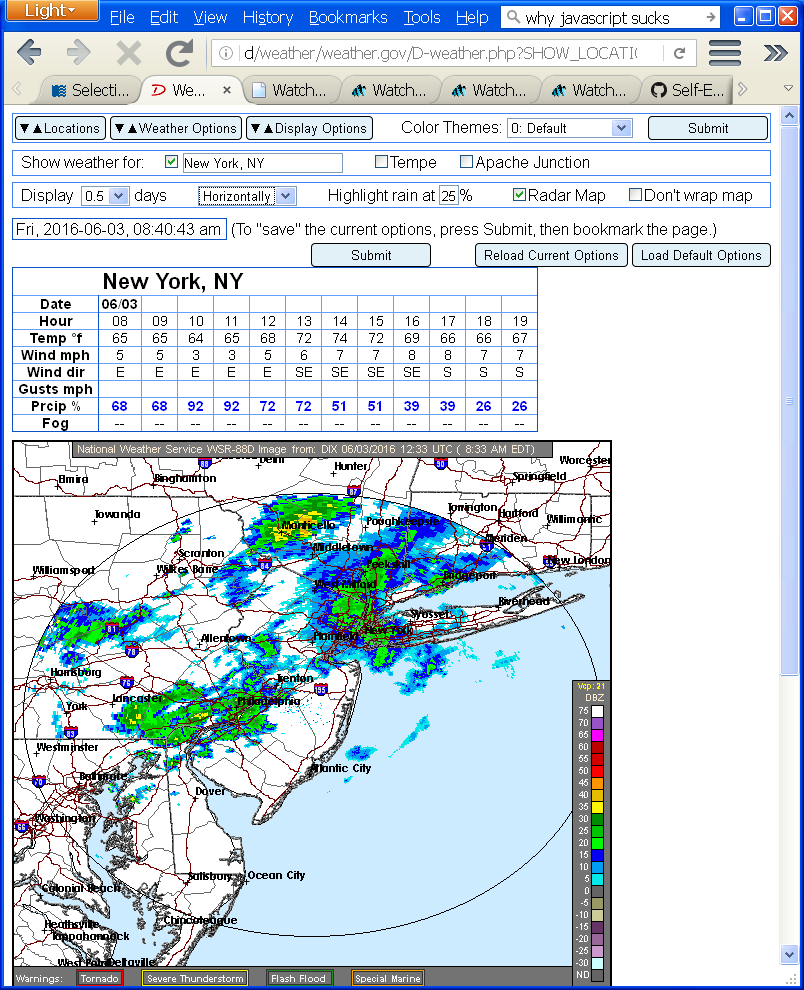 Light
File Edit View History Bookmarks Tools Help why javascript sucks
d/weather/weather.gov/D-weather.php?SHOW_LOCATI
Selecti... We... Watch... Watch... Watch... Watch... Self-E...
▼▲Locations ▼▲Weather Options ▼▲Display Options Color Themes: 0: Default Submit
Show weather for: New York, NY Tempe Apache Junction
Display 0.5 days Horizontally Highlight rain at 25% Radar Map Don't wrap map
Fri, 2016-06-03, 08:40:43 am (To "save" the current options, press Submit, then bookmark the page.)
Submit Reload Current Options Load Default Options
New York, NY
Date 06/03
Hour 08 09 10 11 12 13 14 15 16 17 18 19
Temp °f 65 65 64 65 68 72 74 72 69 66 66 67
Wind mph 5 5 3 3 5 6 7 7 8 8 7 7
Wind dir E E E E E SE SE SE SE S S S
Gusts mph
Prcip % 68 68 92 92 72 72 51 51 39 39 26 26
Fog -- -- -- -- -- -- -- -- -- -- -- --
National Weather Service WSR-88D Image from: DIX 06/03/2016 12:33 UTC ( 8:33 AM EDT)
Worcester
Hunter
Elmira Binghamton Springfield
Towanda Torrington Hartford
Monticello Poughkeepsie Willimantic
Meriden
Scranton Middletown
New London
Williamsport Wilkes Barre Peekskill
Bridgeport
West Milford
Riverhead
Syosset
Allentown Plainfield New York
Harrisburg
Trenton
York Lancaster Philadelphia
Westminster
Atlantic City
Baltimore
Dover
Washington
Salisbury Ocean City
Colonial Beach
Chincoteague
Heathsville
Tappahannock
West Point Deltaville
Vcp: 21
DBZ
75
70
65
60
55
50
45
40
35
30
25
20
15
10
5
0
-5
-10
-15
-20
-25
-30
ND
Warnings: Tornado Severe Thunderstorm Flash Flood Special Marine